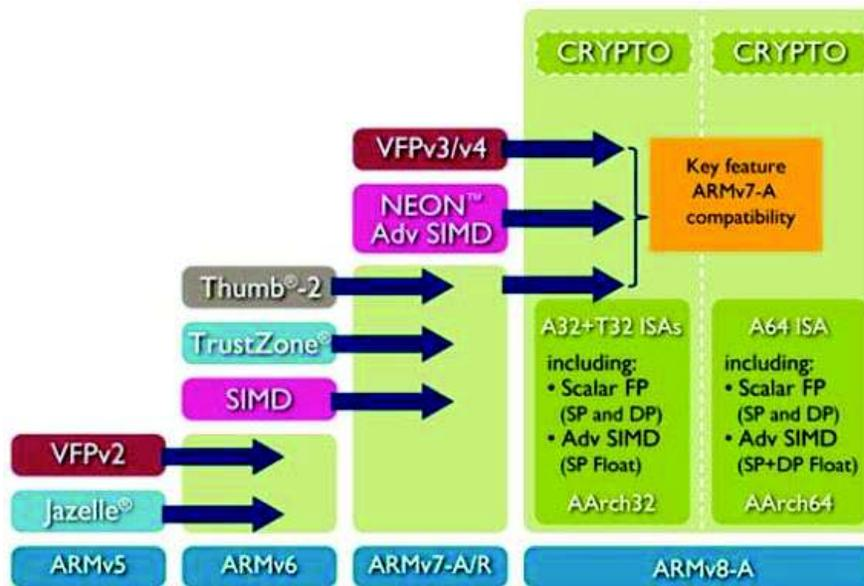 CRYPTO
CRYPTO
VFPv3/v4
Key feature
ARMv7-A
compatibility
NEON™
Adv SIMD
Thumb®-2
TrustZone®
SIMD
A32+T32 ISAs
including:
• Scalar FP
(SP and DP)
• Adv SIMD
(SP Float)
AArch32
A64 ISA
including:
• Scalar FP
(SP and DP)
• Adv SIMD
(SP+DP Float)
AArch64
VFPv2
Jazelle®
ARMv5
ARMv6
ARMv7-A/R
ARMv8-A